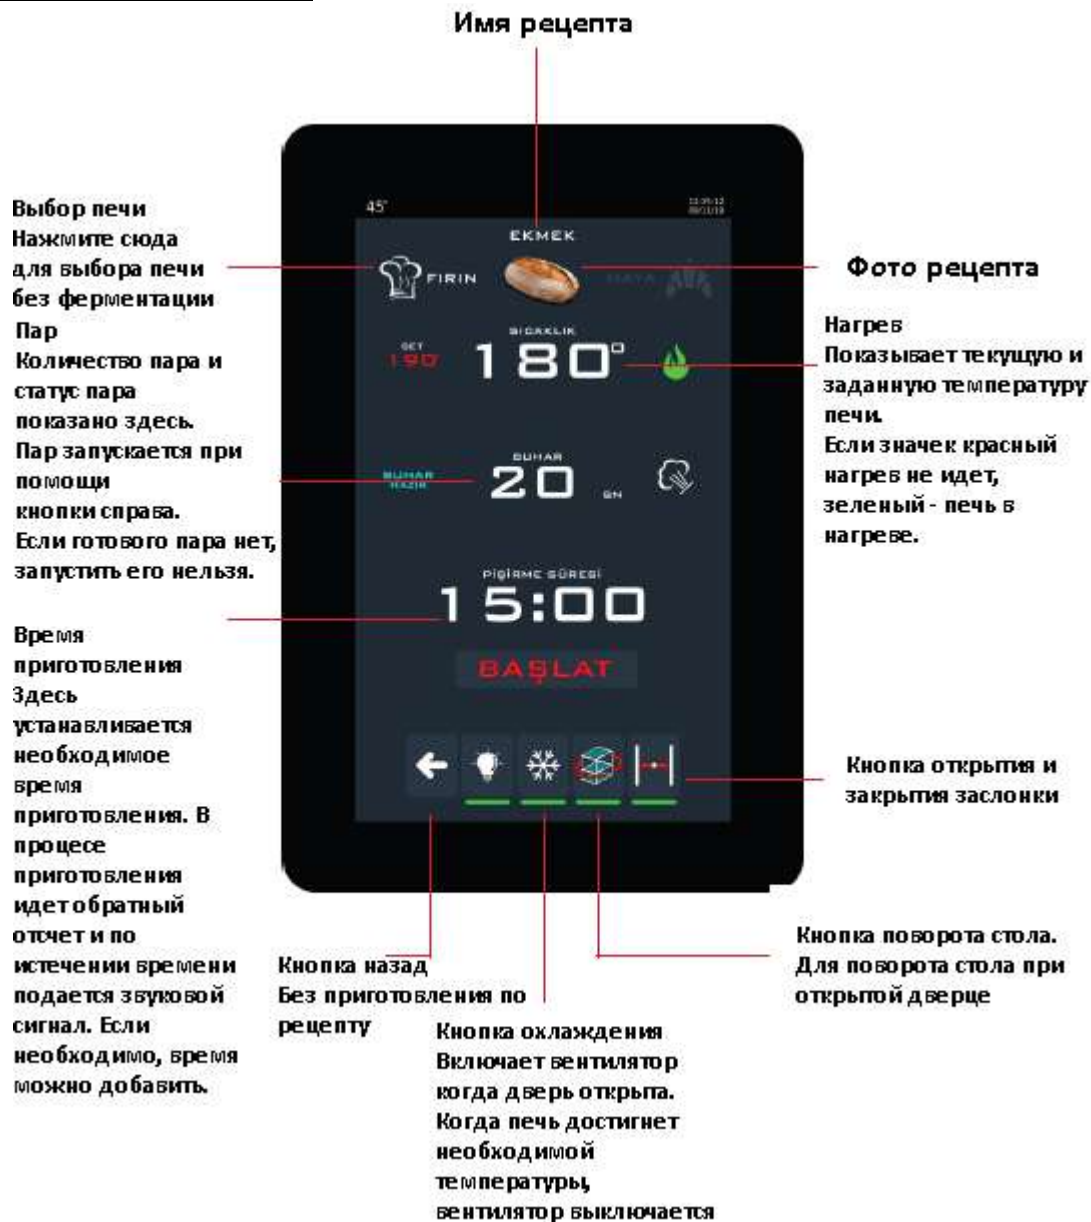 Имя рецепта
45°
EKMEK
FIRIN
MAYA
SICAKLIK
SET
190
180°
BUHAR
BUHAR
HAZIR
20
SN
PİŞİRME SÜRESİ
15:00
BAŞLAT
Выбор печи
Нажмите сюда
для выбора печи
без ферментации
Пар
Количество пара и
статус пара
показано здесь.
Пар запускается при
помощи
кнопки справа.
Если готового пара нет,
запустить его нельзя.
Время
приготовления
Здесь
устанавливается
необходимое
время
приготовления. В
процесе
приготовления
идет обратный
отсчет и по
истечении времени
подается звуковой
сигнал. Если
необходимо, время
можно добавить.
Фото рецепта
Нагрев
Показывает текущую и
заданную температуру
печи.
Если значек красный
нагрев не идет,
зеленый - печь в
нагреве.
Кнопка открытия и
закрытия заслонки
Кнопка поворота стола.
Для поворота стола при
открытой дверце
Кнопка назад
Без приготовления по
рецепту
Кнопка охлаждения
Включает вентилятор
когда дверь открыта.
Когда печь достигнет
необходимой
температуры,
вентилятор выключается